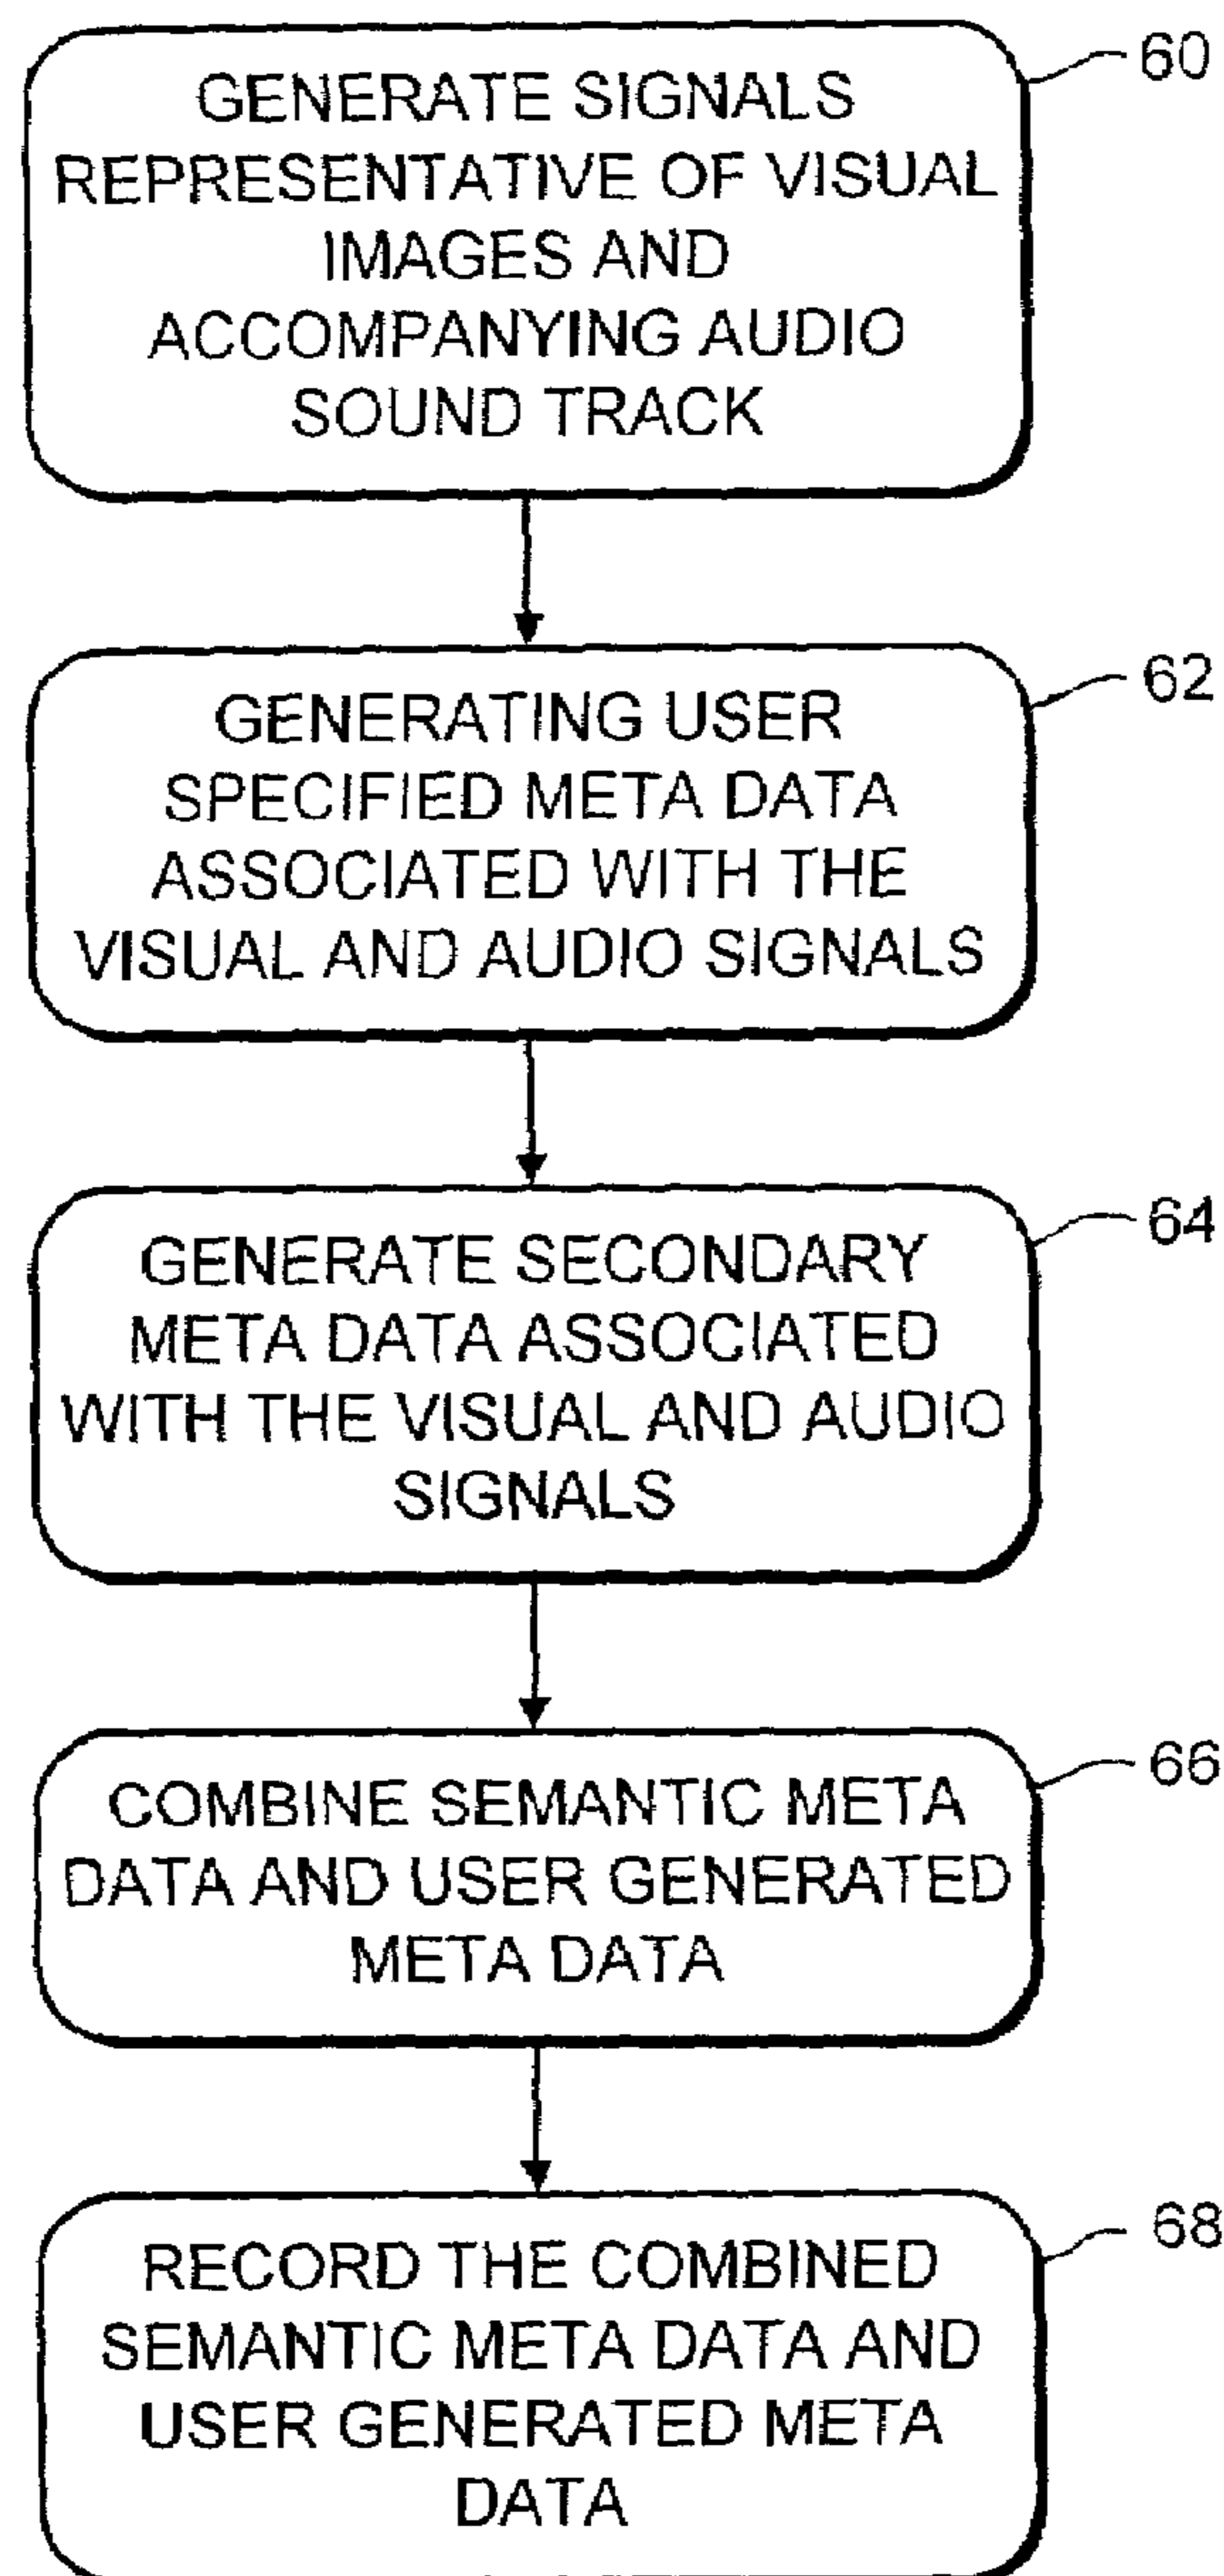 GENERATE SIGNALS
REPRESENTATIVE OF VISUAL
IMAGES AND
ACCOMPANYING AUDIO
SOUND TRACK
60
GENERATING USER
SPECIFIED META DATA
ASSOCIATED WITH THE
VISUAL AND AUDIO SIGNALS
62
GENERATE SECONDARY
META DATA ASSOCIATED
WITH THE VISUAL AND AUDIO
SIGNALS
64
COMBINE SEMANTIC META
DATA AND USER GENERATED
META DATA
66
RECORD THE COMBINED
SEMANTIC META DATA AND
USER GENERATED META
DATA
68